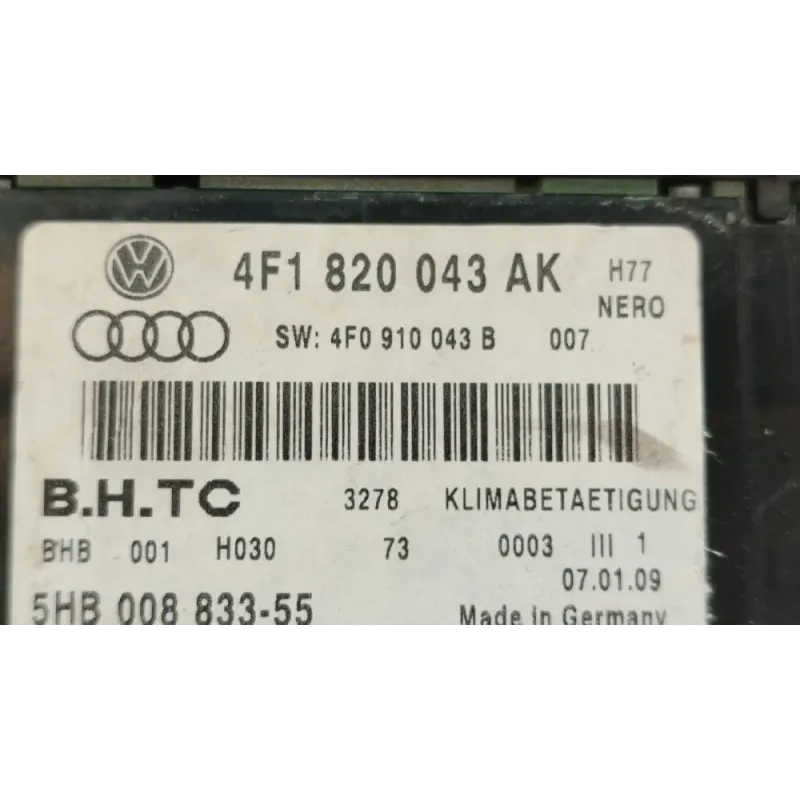 4F1 820 043 AK H77
NERO
SW: 4F0 910 043 B 007
B.H.TC 3278 KLIMABETAETIGUNG
BHB 001 H030 73 0003 III 1
07.01.09
5HB 008 833-55 Made in Germany